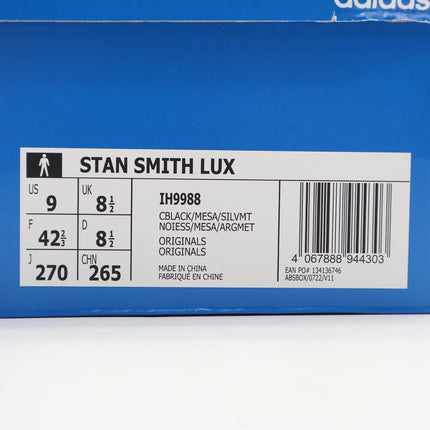 adidas
STAN SMITH LUX
US 9 UK 8½
F 42⅔ D 8½
J 270 CHN 265
IH9988
CBLACK/MESA/SILVMT
NOIESS/MESA/ARGMET
ORIGINALS
ORIGINALS
MADE IN CHINA
FABRIQUÉ EN CHINE
4 067888 944303
EAN PO# 134136746
ABSBOX/0722/V11